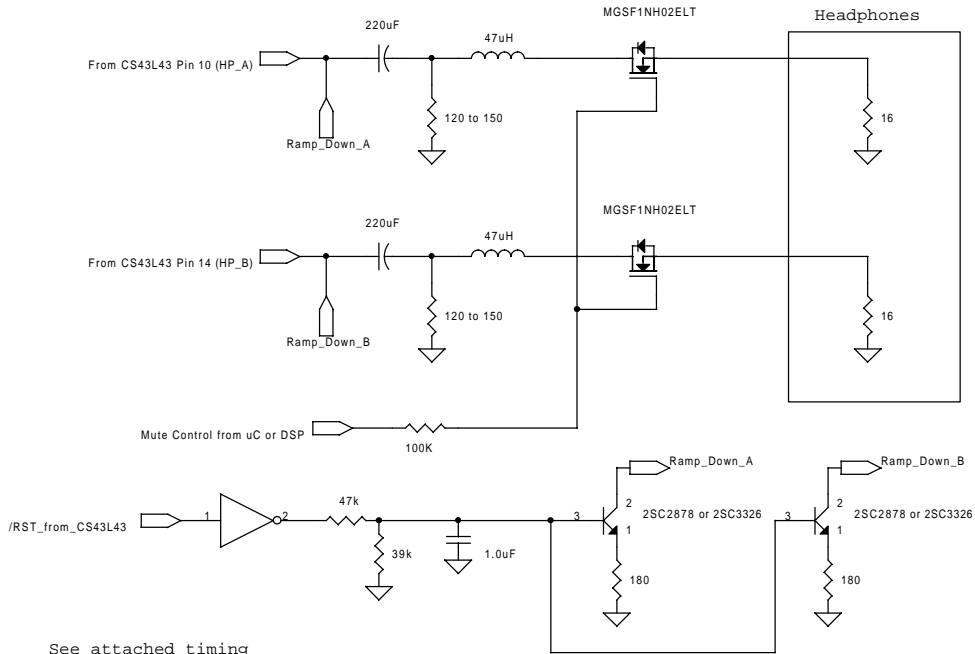 MGSF1NH02ELT
Headphones
220uF
47uH
From CS43L43 Pin 10 (HP_A)
120 to 150
16
Ramp_Down_A
MGSF1NH02ELT
220uF
47uH
From CS43L43 Pin 14 (HP_B)
120 to 150
16
Ramp_Down_B
Mute Control from uC or DSP
100K
Ramp_Down_A
Ramp_Down_B
/RST_from_CS43L43
1
2
47k
39k
1.0uF
3
2
1
2SC2878 or 2SC3326
180
3
2
1
2SC2878 or 2SC3326
180
See attached timing